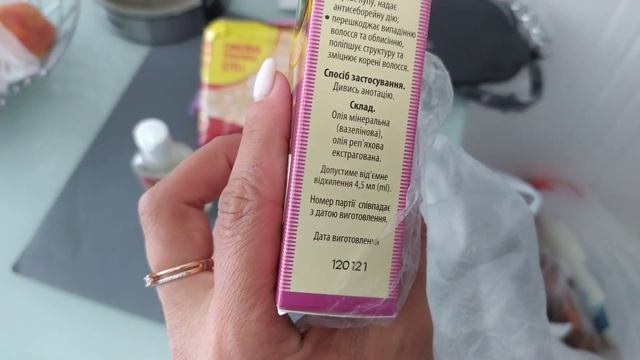 лупу, надає
антисеборейну дію;
• перешкоджає випадінню
волосся та облисінню,
поліпшує структуру та
зміцнює корені волосся.
Спосіб застосування.
Дивись анотацію.
Склад.
Олія мінеральна
(вазелінова),
олія реп'яхова
екстрагована.
Допустиме від'ємне
відхилення 4,5 мл (ml).
Номер партії співпадає
з датою виготовлення.
Дата виготовлення
120121